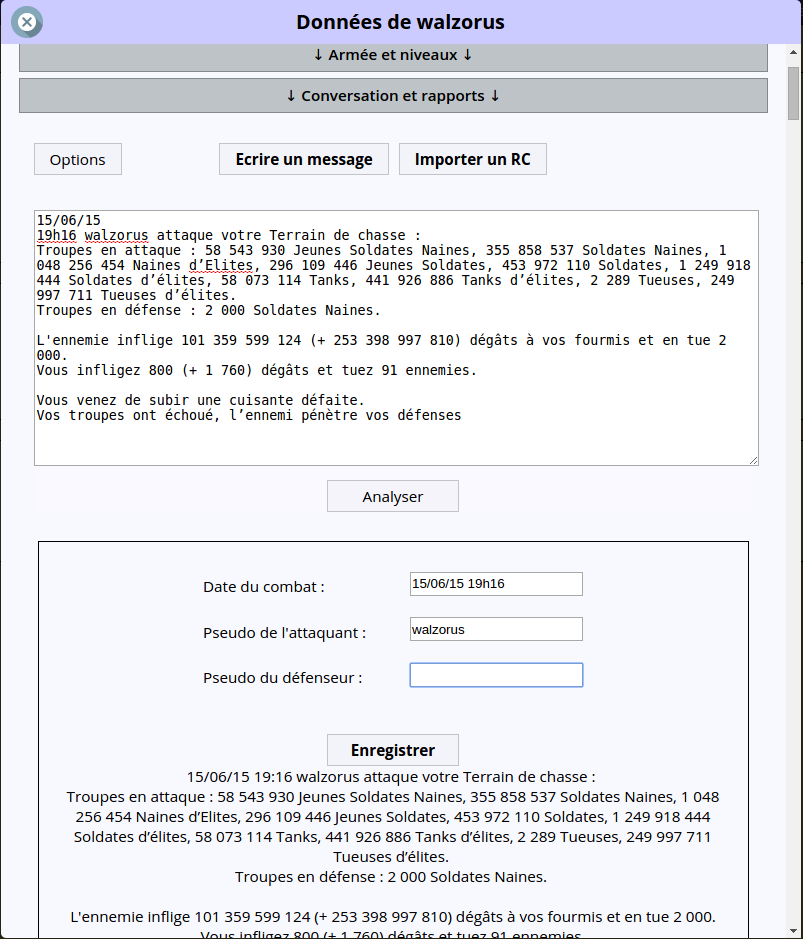 Données de walzorus
↓ Armée et niveaux ↓
↓ Conversation et rapports ↓
Options
Ecrire un message
Importer un RC
15/06/15
19h16 walzorus attaque votre Terrain de chasse :
Troupes en attaque : 58 543 930 Jeunes Soldates Naines, 355 858 537 Soldates Naines, 1
048 256 454 Naines d’Elites, 296 109 446 Jeunes Soldates, 453 972 110 Soldates, 1 249 918
444 Soldates d’élites, 58 073 114 Tanks, 441 926 886 Tanks d’élites, 2 289 Tueuses, 249
997 711 Tueuses d’élites.
Troupes en défense : 2 000 Soldates Naines.
L'ennemie inflige 101 359 599 124 (+ 253 398 997 810) dégâts à vos fourmis et en tue 2
000.
Vous infligez 800 (+ 1 760) dégâts et tuez 91 ennemies.
Vous venez de subir une cuisante défaite.
Vos troupes ont échoué, l’ennemi pénètre vos défenses
Analyser
Date du combat :
15/06/15 19h16
Pseudo de l'attaquant :
walzorus
Pseudo du défenseur :
Enregistrer
15/06/15 19:16 walzorus attaque votre Terrain de chasse :
Troupes en attaque : 58 543 930 Jeunes Soldates Naines, 355 858 537 Soldates Naines, 1 048
256 454 Naines d’Elites, 296 109 446 Jeunes Soldates, 453 972 110 Soldates, 1 249 918 444
Soldates d’élites, 58 073 114 Tanks, 441 926 886 Tanks d’élites, 2 289 Tueuses, 249 997 711
Tueuses d’élites.
Troupes en défense : 2 000 Soldates Naines.
L'ennemie inflige 101 359 599 124 (+ 253 398 997 810) dégâts à vos fourmis et en tue 2 000.
Vous infligez 800 (+ 1 760) dégâts et tuez 91 ennemies.